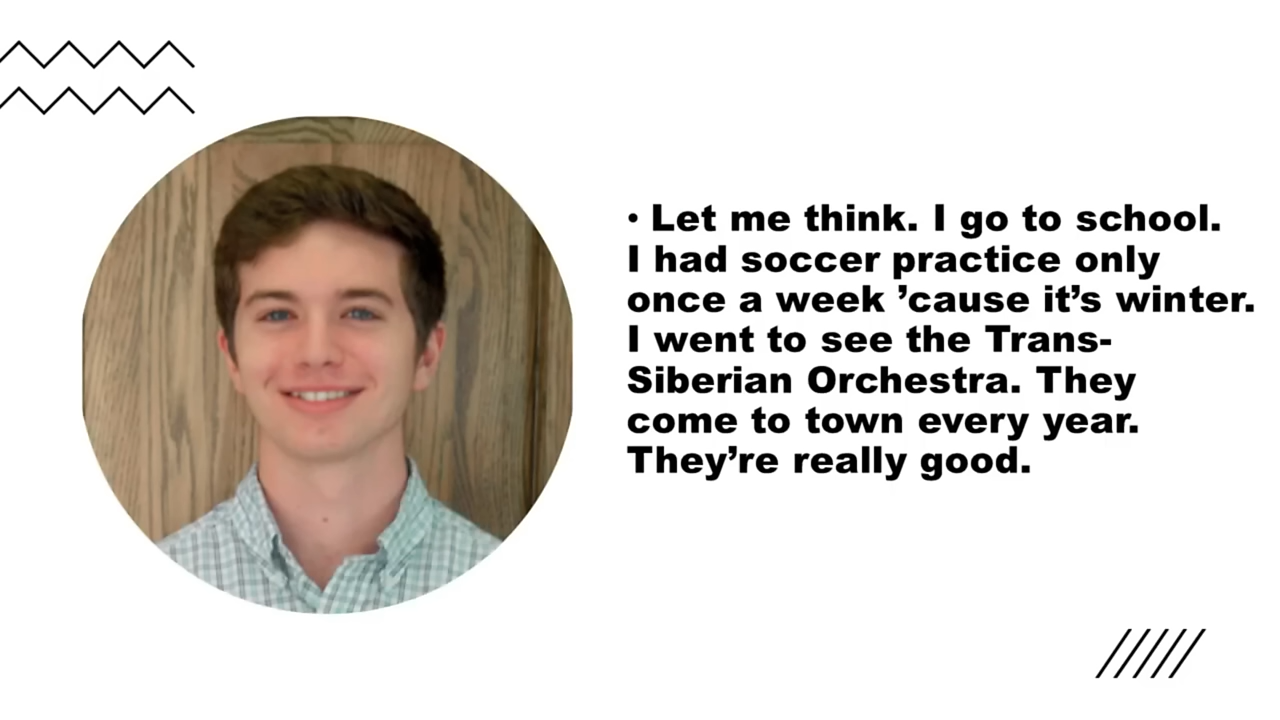 • Let me think. I go to school.
I had soccer practice only
once a week ’cause it’s winter.
I went to see the Trans-
Siberian Orchestra. They
come to town every year.
They’re really good.